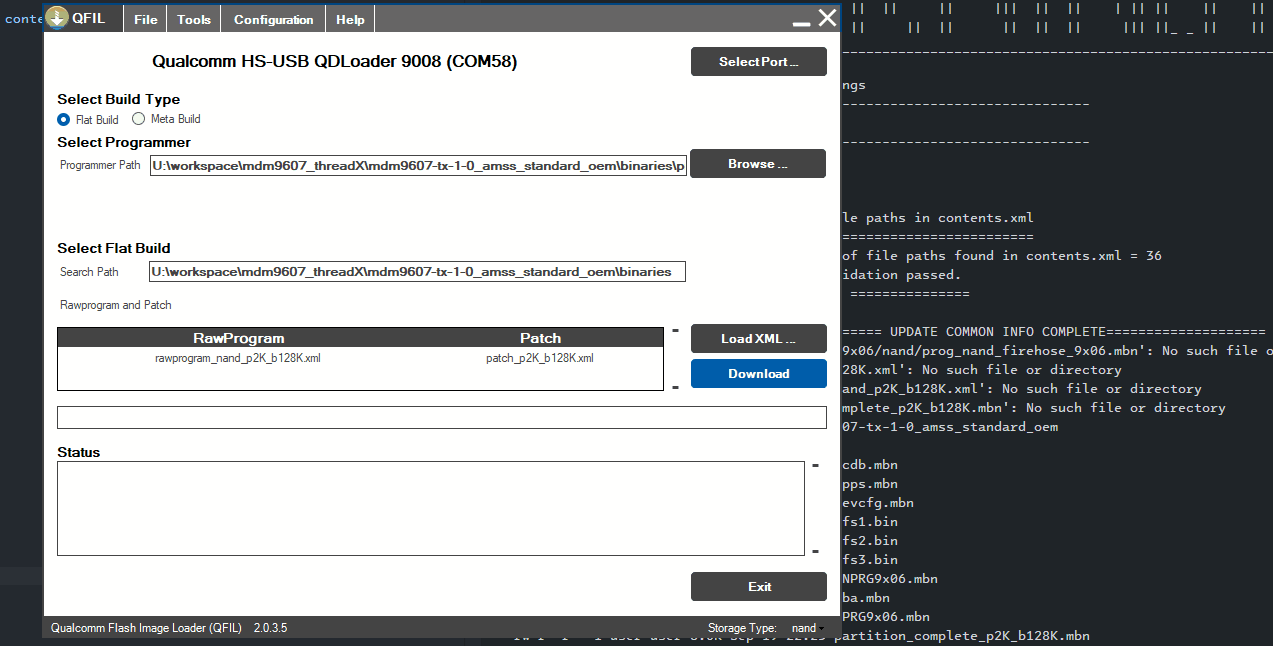 conte
QFIL File Tools Configuration Help
Qualcomm HS-USB QDLoader 9008 (COM58)
Select Port ...
Select Build Type
Flat Build Meta Build
Select Programmer
Programmer Path U:\workspace\mdm9607_threadX\mdm9607-tx-1-0_amss_standard_oem\binaries\p Browse ...
Select Flat Build
Search Path U:\workspace\mdm9607_threadX\mdm9607-tx-1-0_amss_standard_oem\binaries
Rawprogram and Patch
RawProgram Patch
rawprogram_nand_p2K_b128K.xml patch_p2K_b128K.xml
Load XML ...
Download
Status
Exit
Qualcomm Flash Image Loader (QFIL) 2.0.3.5 Storage Type: nand
ngs
------------------------------
------------------------------
le paths in contents.xml
========================
of file paths found in contents.xml = 36
idation passed.
===============
===== UPDATE COMMON INFO COMPLETE====================
9x06/nand/prog_nand_firehose_9x06.mbn': No such file o
28K.xml': No such file or directory
and_p2K_b128K.xml': No such file or directory
mplete_p2K_b128K.mbn': No such file or directory
07-tx-1-0_amss_standard_oem
cdb.mbn
pps.mbn
evcfg.mbn
fs1.bin
fs2.bin
fs3.bin
NPRG9x06.mbn
ba.mbn
PRG9x06.mbn
partition_complete_p2K_b128K.mbn